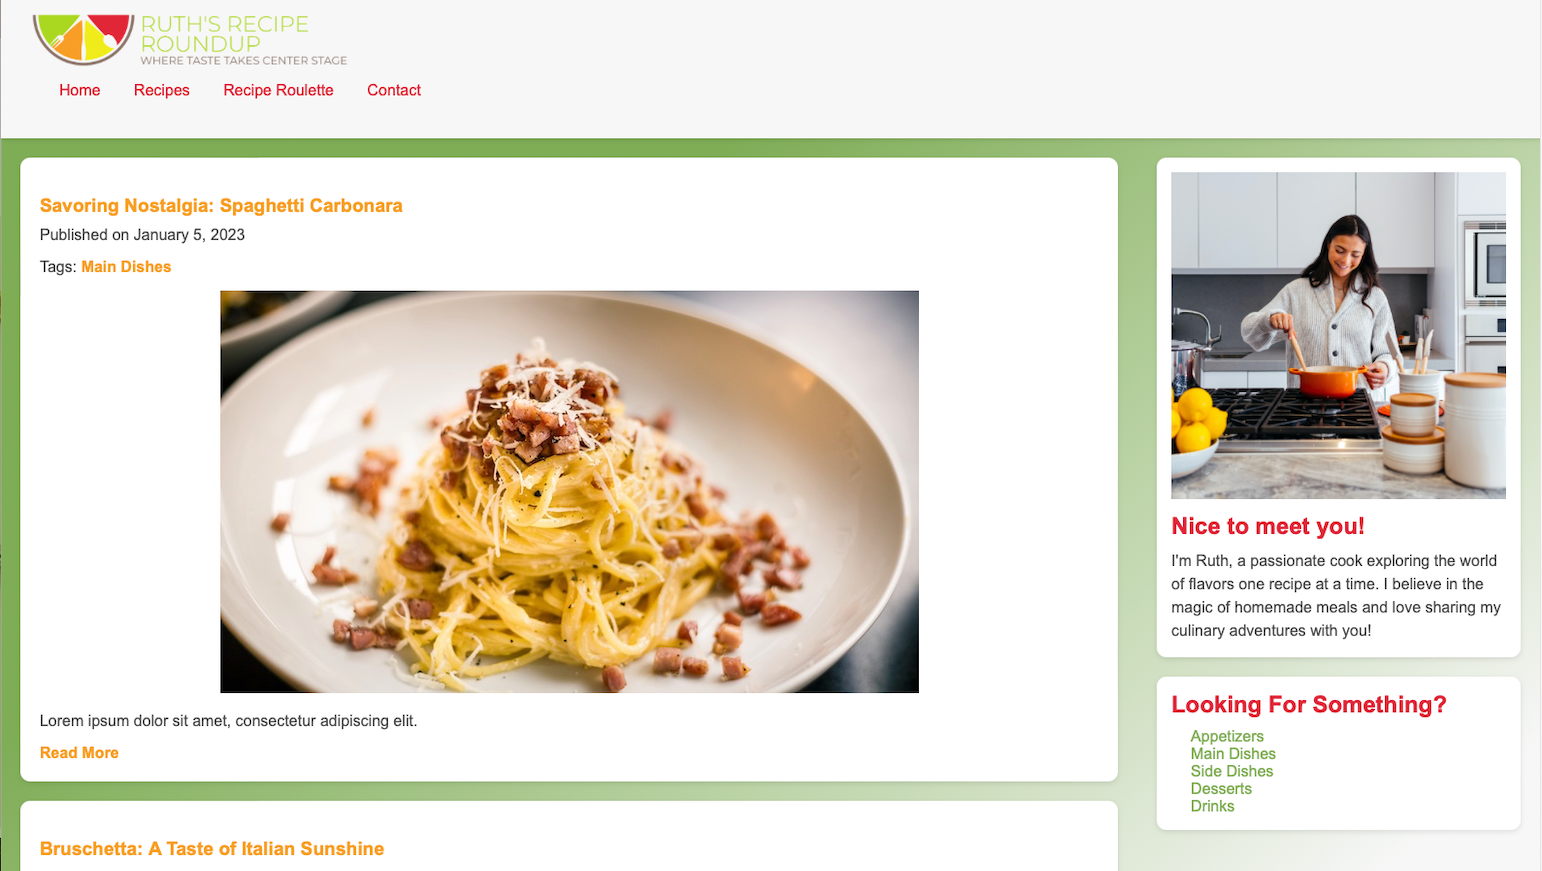 RUTH'S RECIPE
ROUNDUP
WHERE TASTE TAKES CENTER STAGE
Home Recipes Recipe Roulette Contact
Savoring Nostalgia: Spaghetti Carbonara
Published on January 5, 2023
Tags: Main Dishes
Lorem ipsum dolor sit amet, consectetur adipiscing elit.
Read More
Bruschetta: A Taste of Italian Sunshine
Nice to meet you!
I'm Ruth, a passionate cook exploring the world
of flavors one recipe at a time. I believe in the
magic of homemade meals and love sharing my
culinary adventures with you!
Looking For Something?
Appetizers
Main Dishes
Side Dishes
Desserts
Drinks